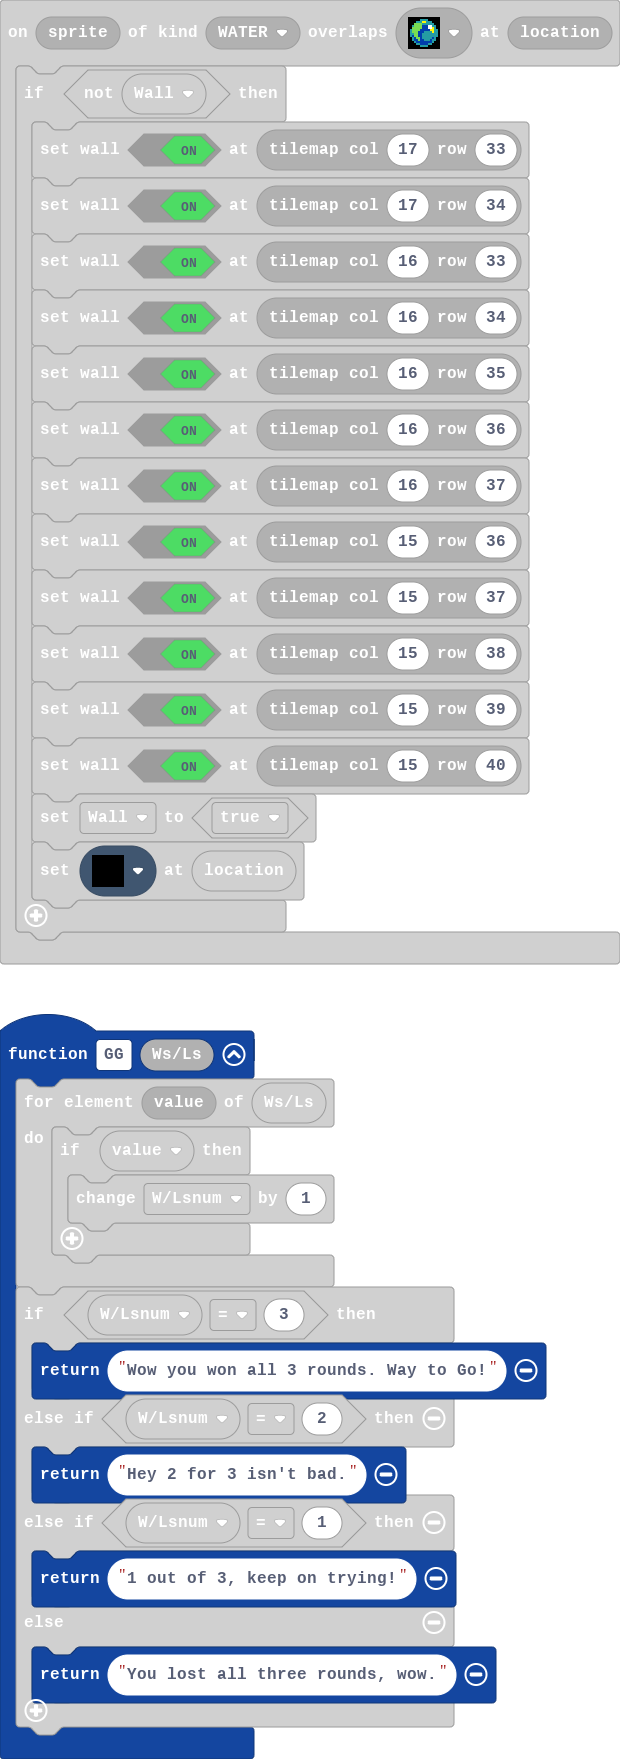 on sprite of kind WATER overlaps at location
if not Wall then
set wall ON at tilemap col 17 row 33
set wall ON at tilemap col 17 row 34
set wall ON at tilemap col 16 row 33
set wall ON at tilemap col 16 row 34
set wall ON at tilemap col 16 row 35
set wall ON at tilemap col 16 row 36
set wall ON at tilemap col 16 row 37
set wall ON at tilemap col 15 row 36
set wall ON at tilemap col 15 row 37
set wall ON at tilemap col 15 row 38
set wall ON at tilemap col 15 row 39
set wall ON at tilemap col 15 row 40
set Wall to true
set at location
function GG Ws/Ls
for element value of Ws/Ls
do
if value then
change W/Lsnum by 1
if W/Lsnum = 3 then
return "Wow you won all 3 rounds. Way to Go!"
else if W/Lsnum = 2 then
return "Hey 2 for 3 isn't bad."
else if W/Lsnum = 1 then
return "1 out of 3, keep on trying!"
else
return "You lost all three rounds, wow."